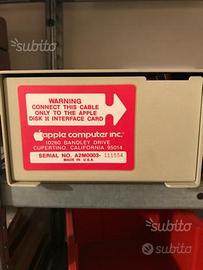 subito
WARNING
CONNECT THIS CABLE
ONLY TO THE APPLE
DISK II INTERFACE CARD
apple computer inc.
10260 BANDLEY DRIVE
CUPERTINO, CALIFORNIA 95014
SERIAL NO. A2M0003- 111554
MADE IN U.S.A.
subito
subito